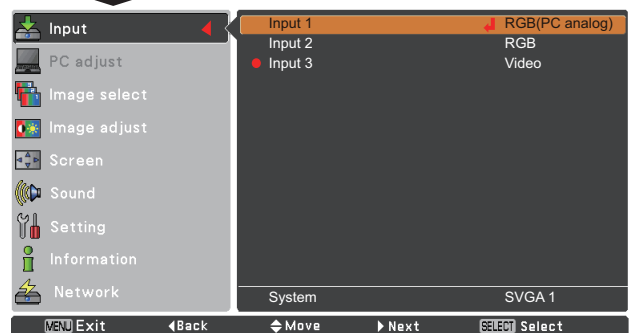 Input
PC adjust
Image select
Image adjust
Screen
Sound
Setting
Information
Network
Input 1 RGB(PC analog)
Input 2 RGB
Input 3 Video
System SVGA 1
MENU Exit Back Move Next SELECT Select